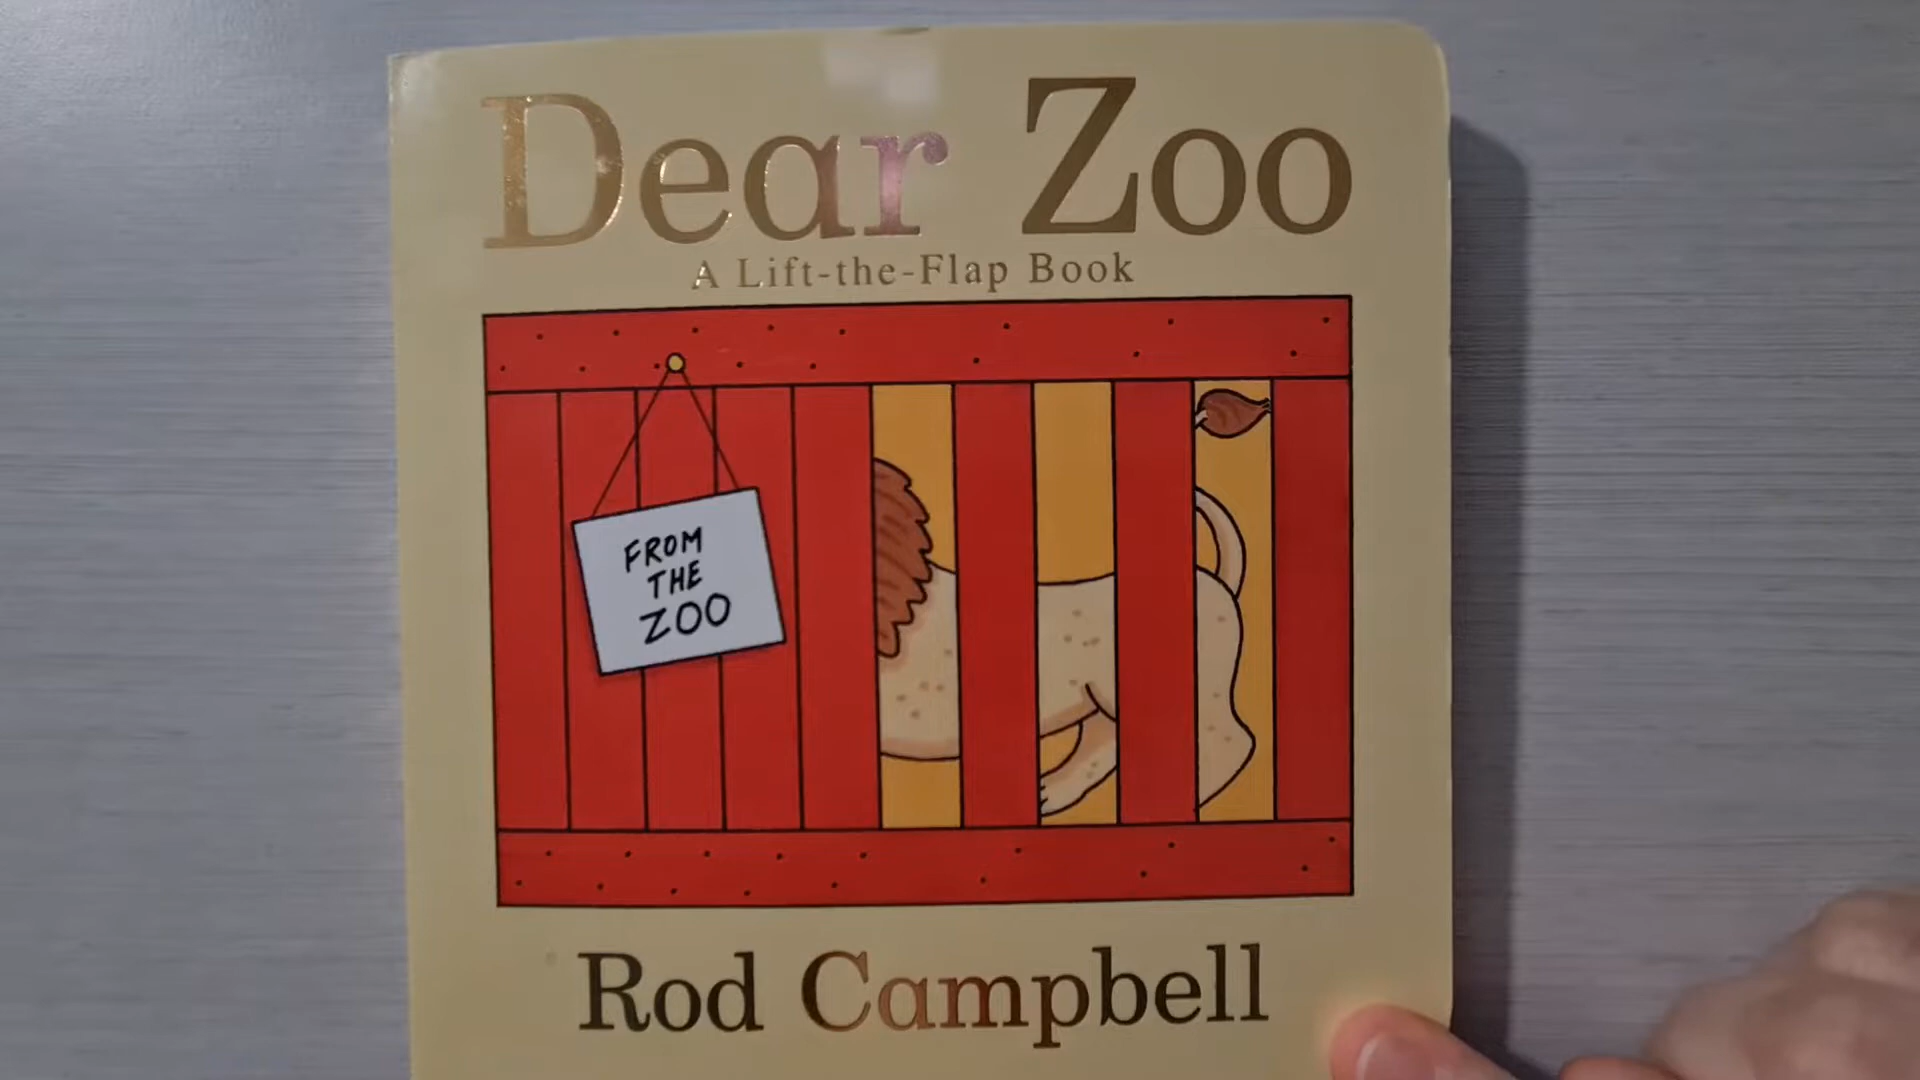 Dear Zoo
A Lift-the-Flap Book
FROM
THE
ZOO
Rod Campbell